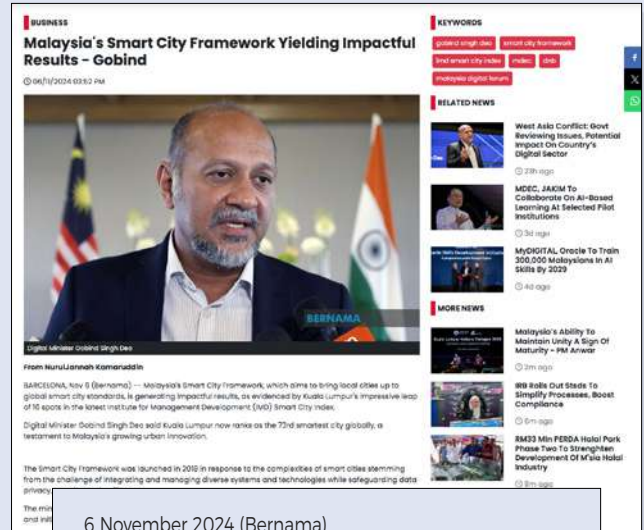 BUSINESS
Malaysia's Smart City Framework Yielding Impactful
Results - Gobind
06/11/2024 03:52 PM
BERNAMA
Digital Minister Gobind Singh Deo
From NurulJannah Kamaruddin
BARCELONA, Nov 6 (Bernama) -- Malaysia's Smart City Framework, which aims to bring local cities up to
global smart city standards, is generating impactful results, as evidenced by Kuala Lumpur's impressive leap
of 16 spots in the latest Institute for Management Development (IMD) Smart City Index.
Digital Minister Gobind Singh Deo said Kuala Lumpur now ranks as the 73rd smartest city globally, a
testament to Malaysia's growing urban innovation.
The Smart City Framework was launched in 2019 in response to the complexities of smart cities stemming
from the challenge of integrating and managing diverse systems and technologies while safeguarding data
privacy.
The
and
6 November 2024 (Bernama)
KEYWORDS
gobind singh deo
smart city framework
imd smart city index
mdec
dnb
malaysia digital forum
RELATED NEWS
West Asia Conflict: Govt
Reviewing Issues, Potential
Impact On Country's
Digital Sector
23h ago
MDEC, JAKIM To
Collaborate On AI-Based
Learning At Selected Pilot
Institutions
3d ago
MyDIGITAL, Oracle To Train
300,000 Malaysians In AI
Skills By 2029
4d ago
MORE NEWS
Malaysia's Ability To
Maintain Unity A Sign Of
Maturity - PM Anwar
2m ago
IRB Rolls Out Stsds To
Simplify Processes, Boost
Compliance
6m ago
RM33 Mln PERDA Halal Park
Phase Two To Strenghten
Development Of M'sia Halal
Industry
8m ago